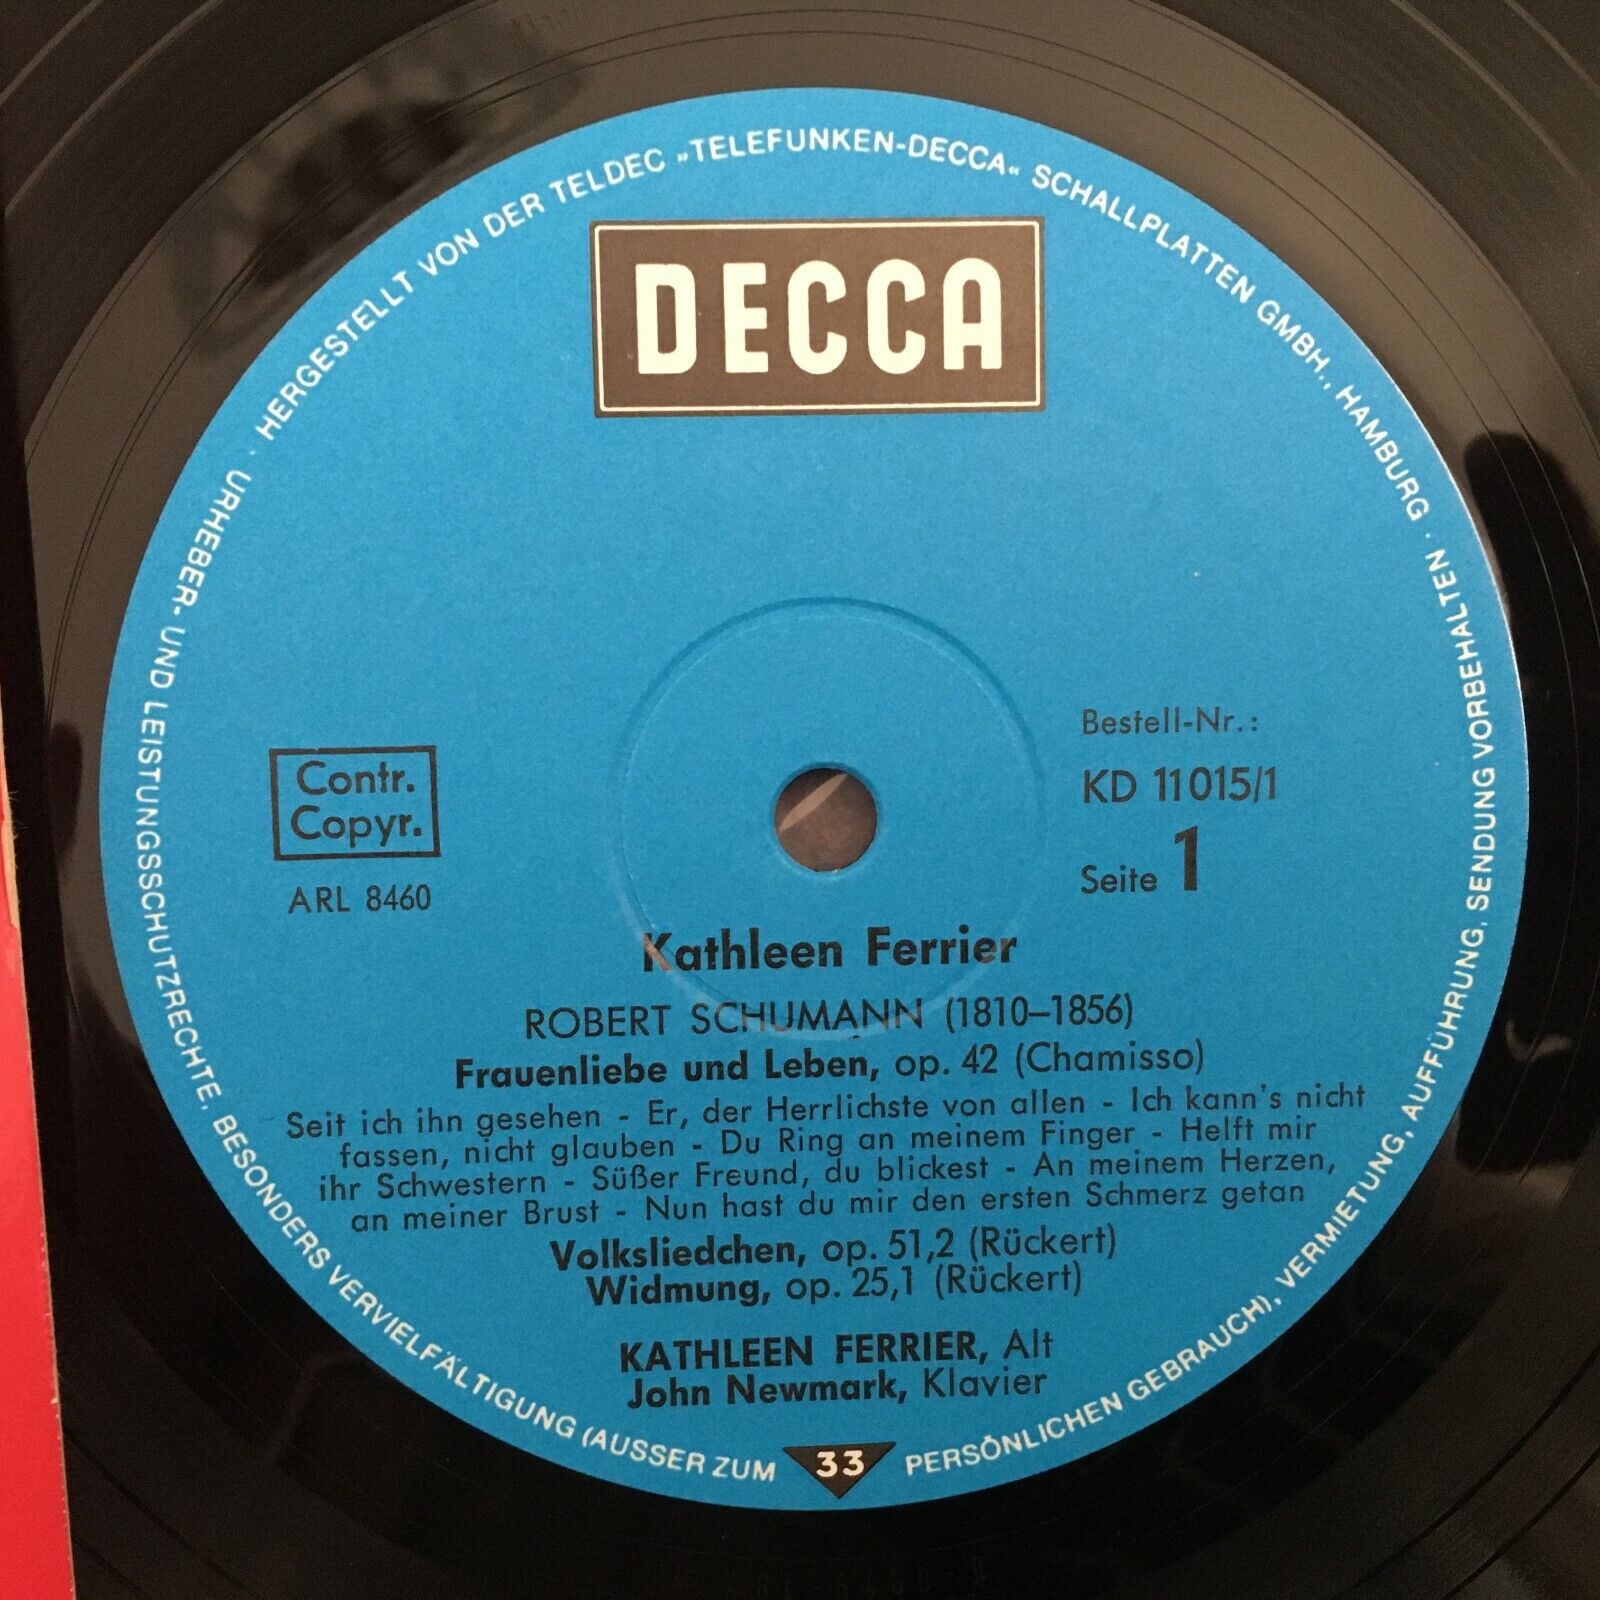 HERGESTELLT VON DER TELDEC „TELEFUNKEN-DECCA“ SCHALLPLATTEN GMBH., HAMBURG ·
URHEBER- UND LEISTUNGSSCHUTZRECHTE, BESONDERS VERVIELFÄLTIGUNG (AUSSER ZUM PERSÖNLICHEN GEBRAUCH), VERMIETUNG, AUFFÜHRUNG, SENDUNG VORBEHALTEN ·
DECCA
Bestell-Nr.:
KD 11015/1
Seite 1
Contr.
Copyr.
ARL 8460
Kathleen Ferrier
ROBERT SCHUMANN (1810–1856)
Frauenliebe und Leben, op. 42 (Chamisso)
Seit ich ihn gesehen - Er, der Herrlichste von allen - Ich kann's nicht
fassen, nicht glauben - Du Ring an meinem Finger - Helft mir
ihr Schwestern - Süßer Freund, du blickest - An meinem Herzen,
an meiner Brust - Nun hast du mir den ersten Schmerz getan
Volksliedchen, op. 51,2 (Rückert)
Widmung, op. 25,1 (Rückert)
KATHLEEN FERRIER, Alt
John Newmark, Klavier
33